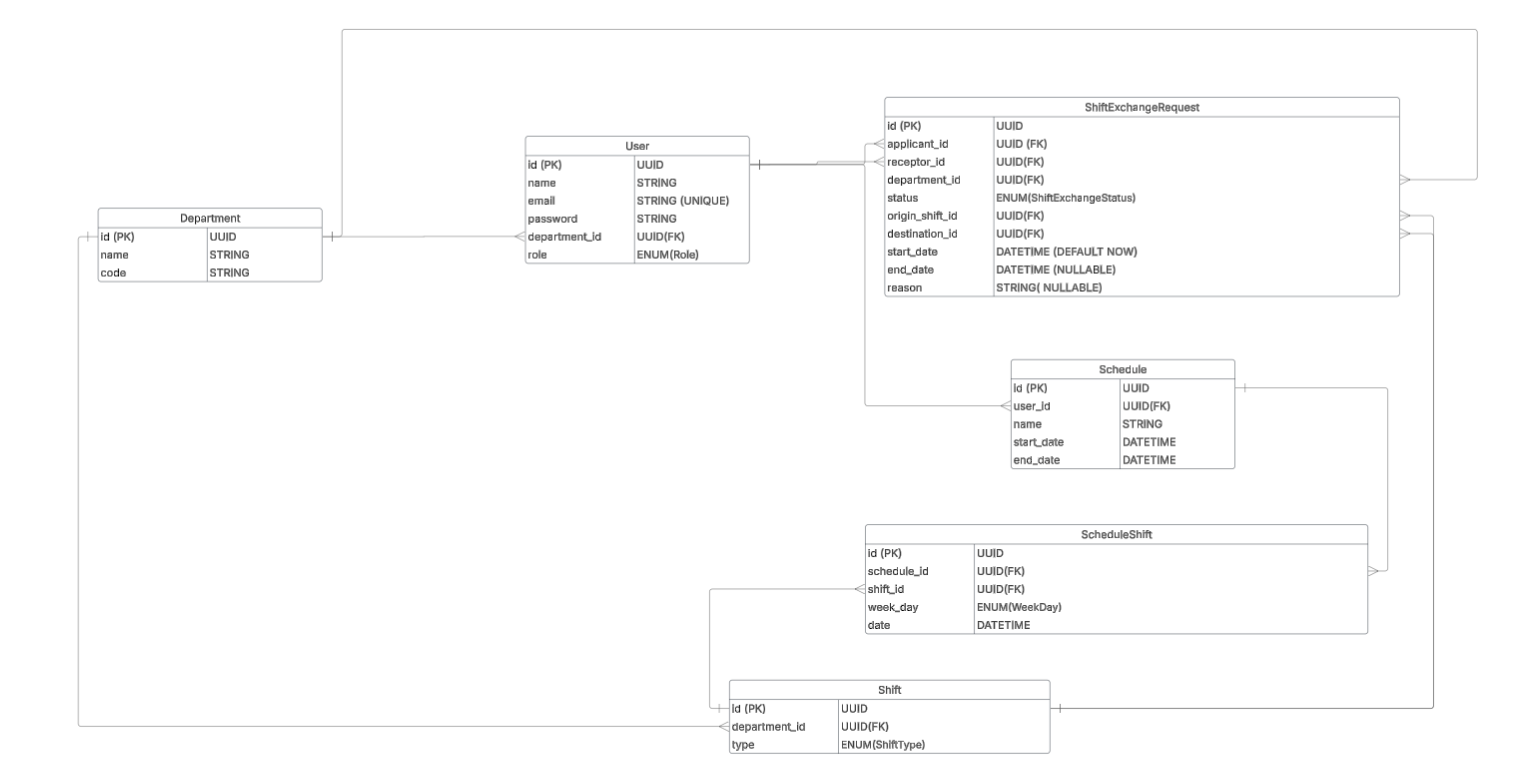 ShiftExchangeRequest
id (PK) UUID
applicant_id UUID (FK)
receptor_id UUID(FK)
department_id UUID(FK)
status ENUM(ShiftExchangeStatus)
origin_shift_id UUID(FK)
destination_id UUID(FK)
start_date DATETIME (DEFAULT NOW)
end_date DATETIME (NULLABLE)
reason STRING( NULLABLE)
User
id (PK) UUID
name STRING
email STRING (UNIQUE)
password STRING
department_id UUID(FK)
role ENUM(Role)
Department
id (PK) UUID
name STRING
code STRING
Schedule
id (PK) UUID
user_id UUID(FK)
name STRING
start_date DATETIME
end_date DATETIME
ScheduleShift
id (PK) UUID
schedule_id UUID(FK)
shift_id UUID(FK)
week_day ENUM(WeekDay)
date DATETIME
Shift
id (PK) UUID
department_id UUID(FK)
type ENUM(ShiftType)